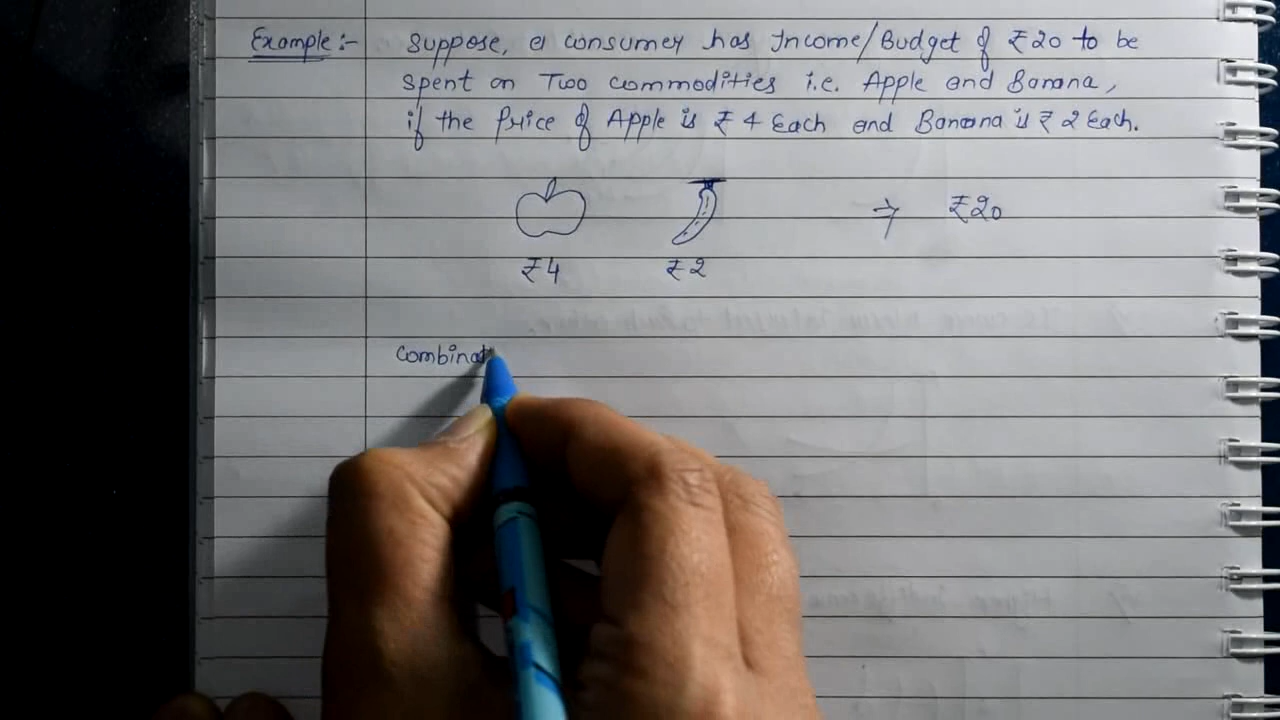 Example :- Suppose, a consumer has Income/Budget of ₹20 to be
spent on Two commodities i.e. Apple and Banana,
if the Price of Apple is ₹ 4 Each and Banana is ₹ 2 Each.
⇒ ₹20
₹4 ₹2
Combinat